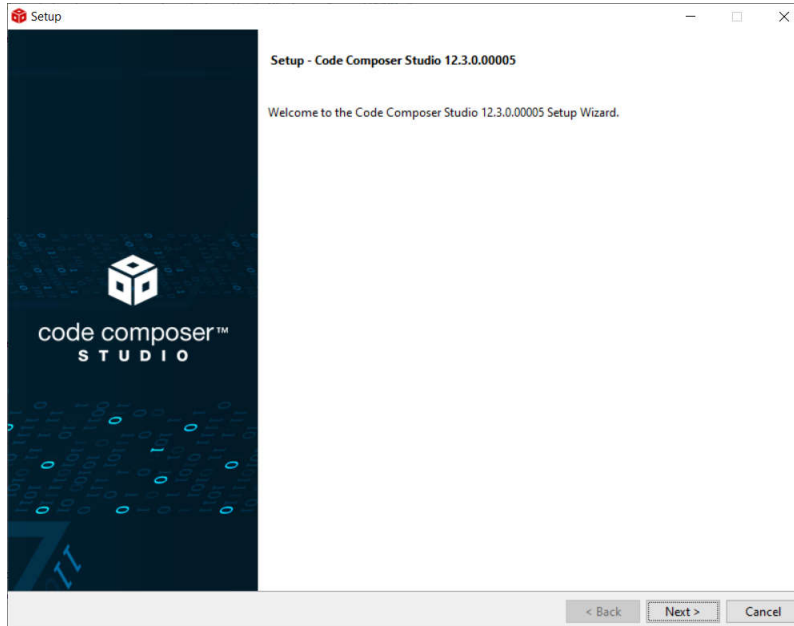 Setup
Setup - Code Composer Studio 12.3.0.00005
Welcome to the Code Composer Studio 12.3.0.00005 Setup Wizard.
code composer™
STUDIO
< Back
Next >
Cancel